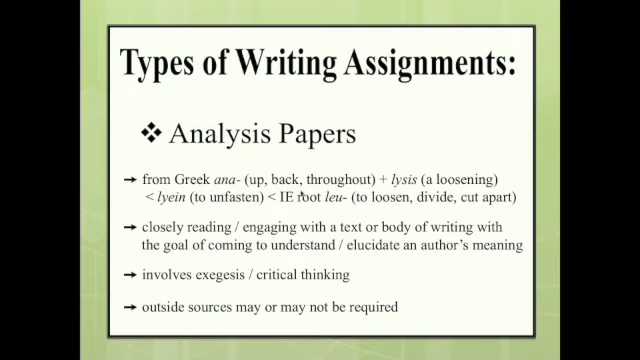 Types of Writing Assignments:
❖ Analysis Papers
→ from Greek ana- (up, back, throughout) + lysis (a loosening)
< lyein (to unfasten) < IE root leu- (to loosen, divide, cut apart)
→ closely reading / engaging with a text or body of writing with
the goal of coming to understand / elucidate an author's meaning
→ involves exegesis / critical thinking
→ outside sources may or may not be required